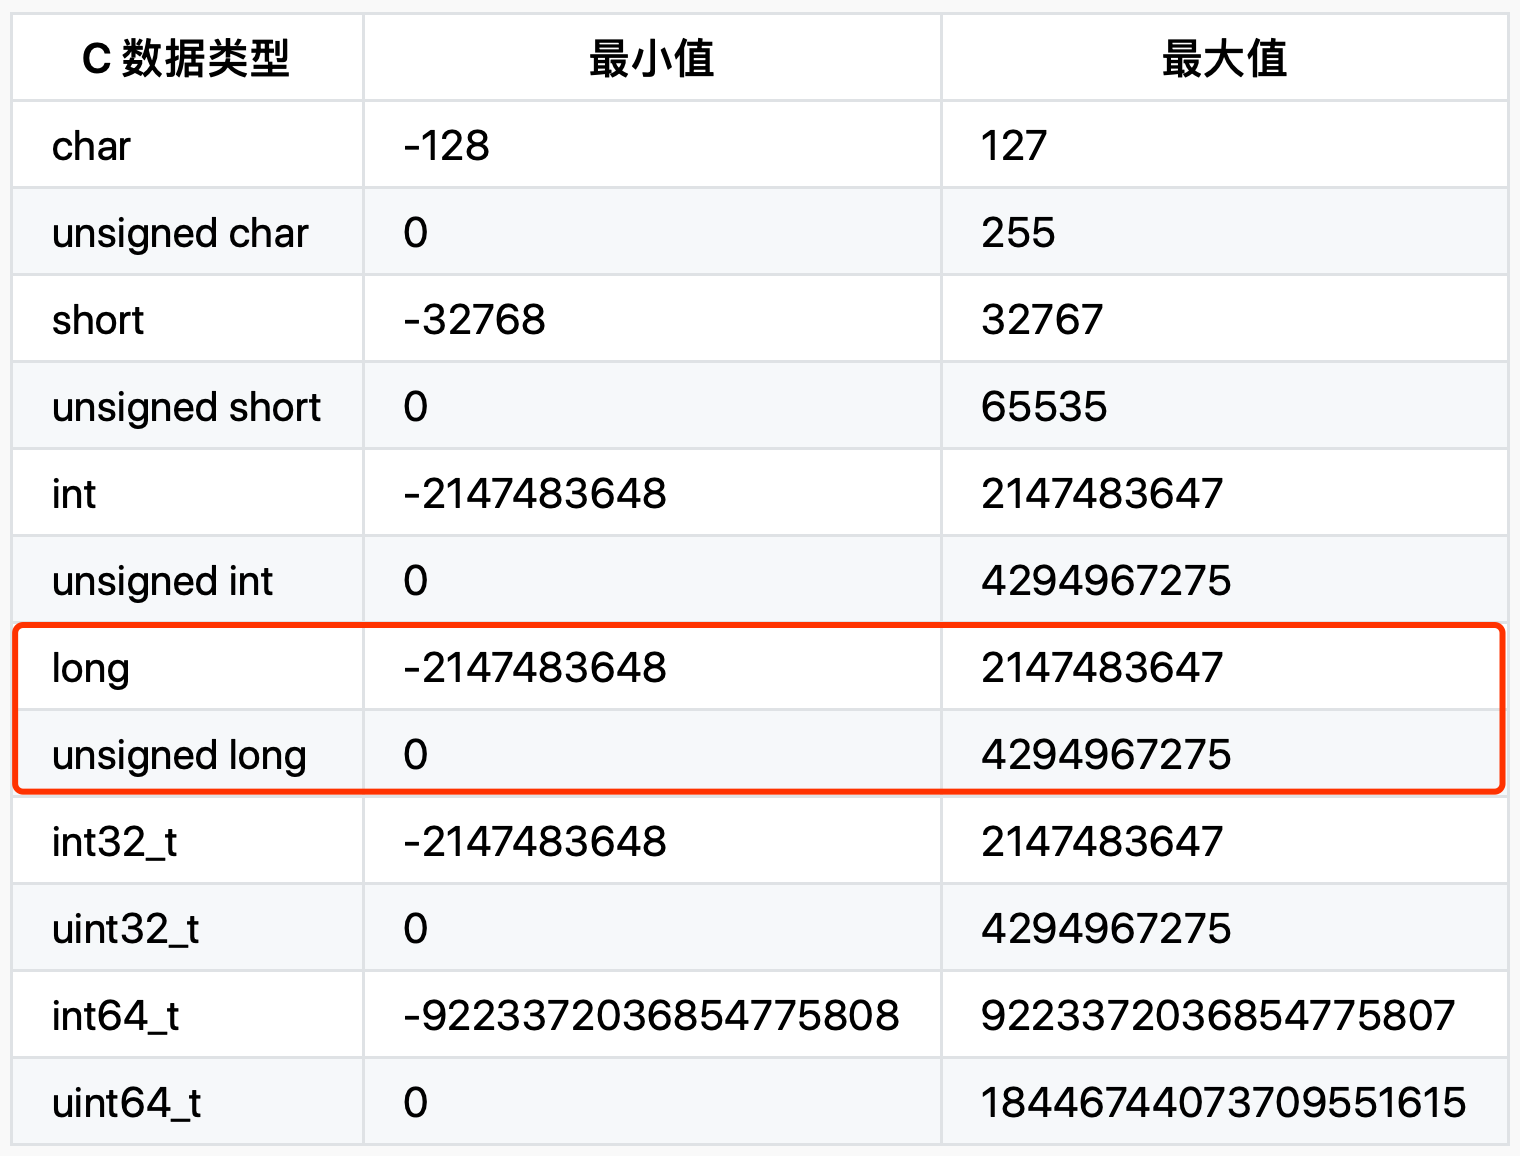 C 数据类型 最小值 最大值
char -128 127
unsigned char 0 255
short -32768 32767
unsigned short 0 65535
int -2147483648 2147483647
unsigned int 0 4294967275
long -2147483648 2147483647
unsigned long 0 4294967275
int32_t -2147483648 2147483647
uint32_t 0 4294967275
int64_t -9223372036854775808 9223372036854775807
uint64_t 0 18446744073709551615